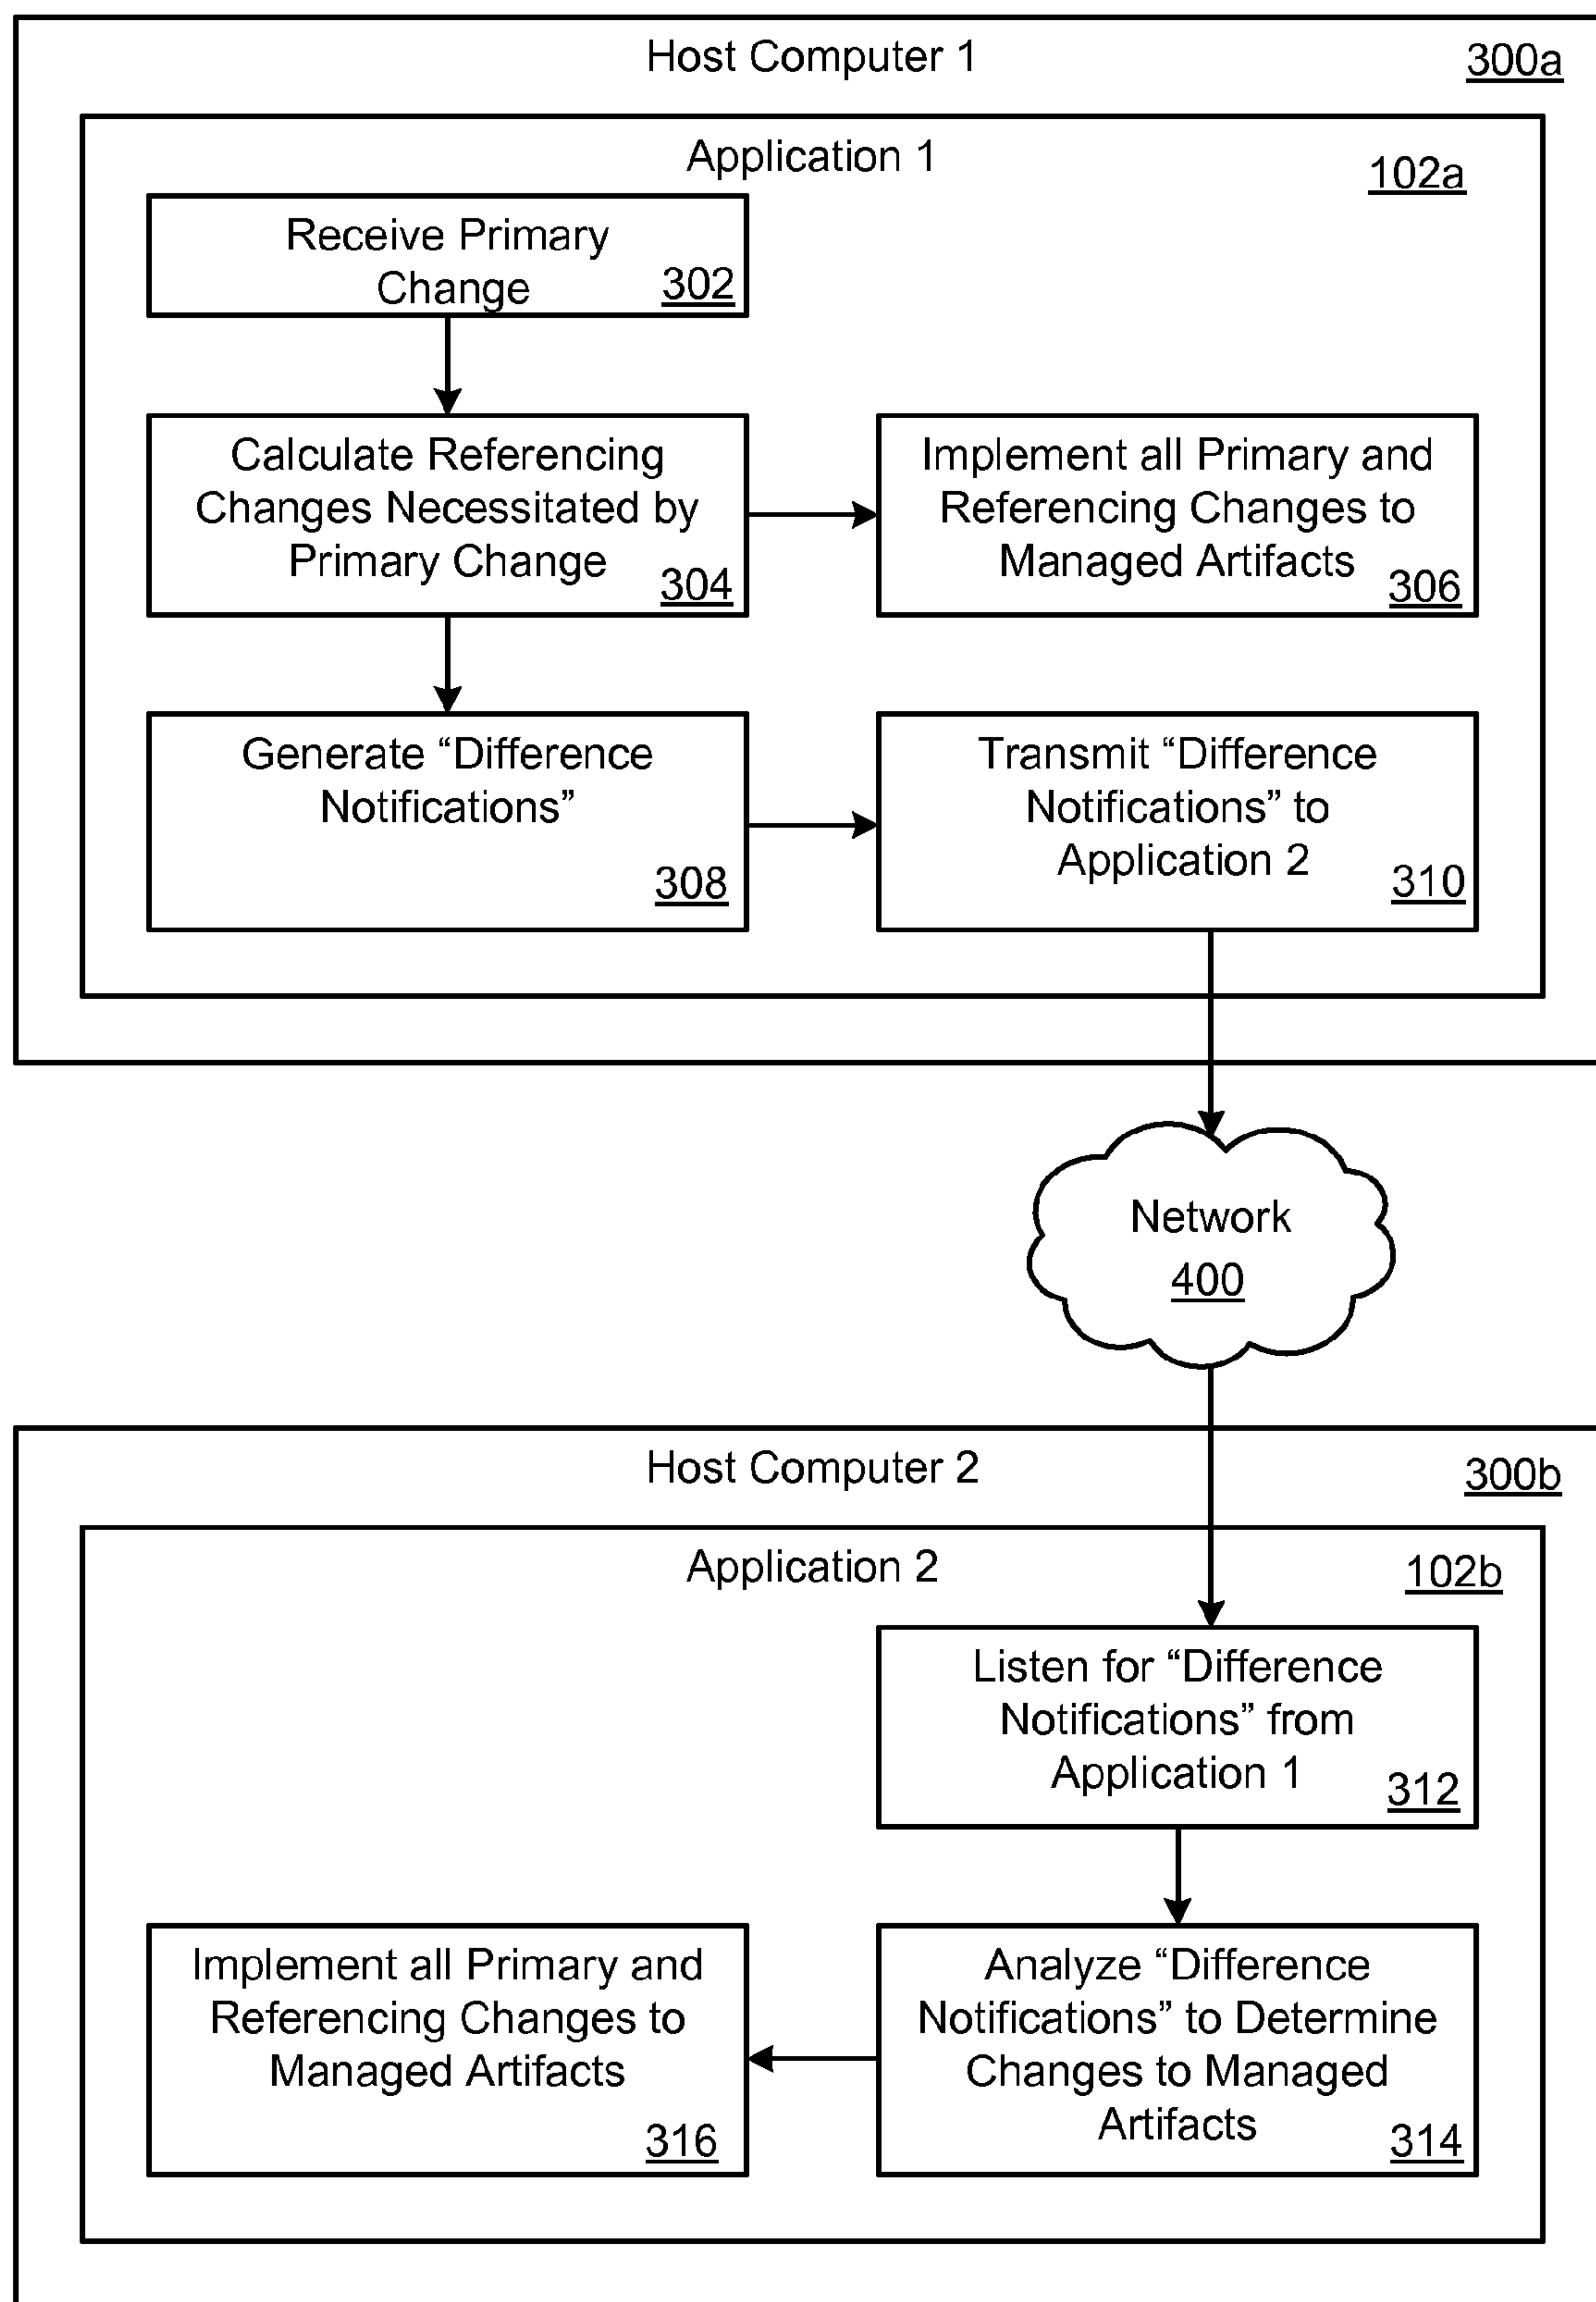 Host Computer 1
300a
Application 1
102a
Receive Primary
Change
302
Calculate Referencing
Changes Necessitated by
Primary Change
304
Implement all Primary and
Referencing Changes to
Managed Artifacts
306
Generate “Difference
Notifications”
308
Transmit “Difference
Notifications” to
Application 2
310
Network
400
Host Computer 2
300b
Application 2
102b
Listen for “Difference
Notifications” from
Application 1
312
Implement all Primary and
Referencing Changes to
Managed Artifacts
316
Analyze “Difference
Notifications” to Determine
Changes to Managed
Artifacts
314